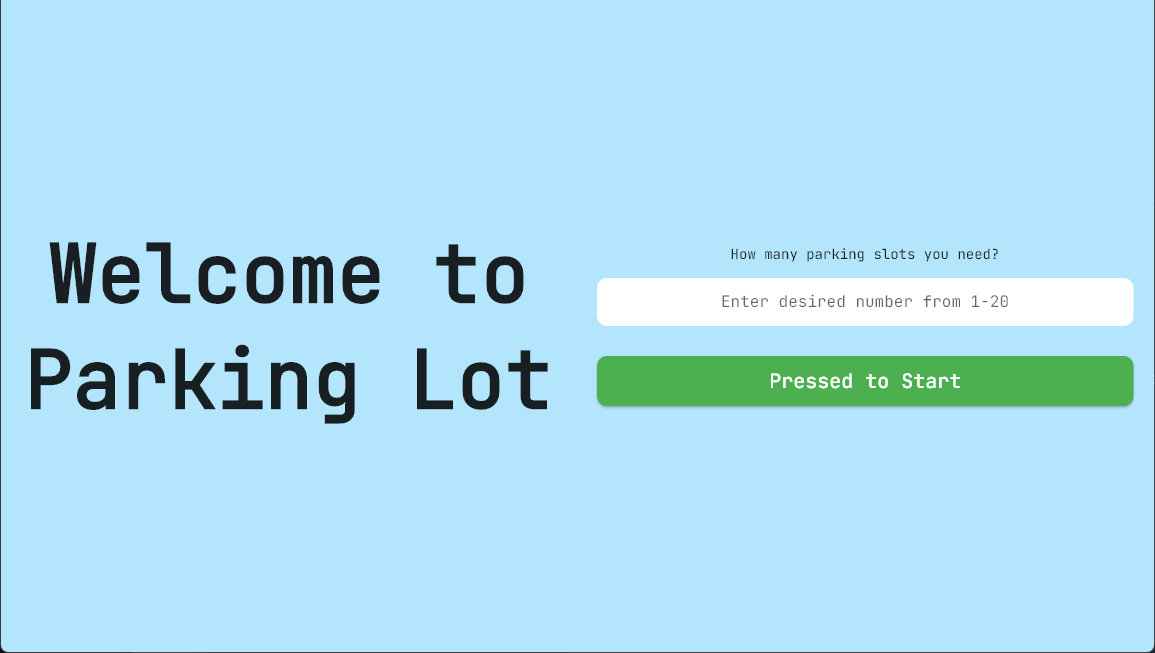 Welcome to
Parking Lot
How many parking slots you need?
Enter desired number from 1-20
Pressed to Start